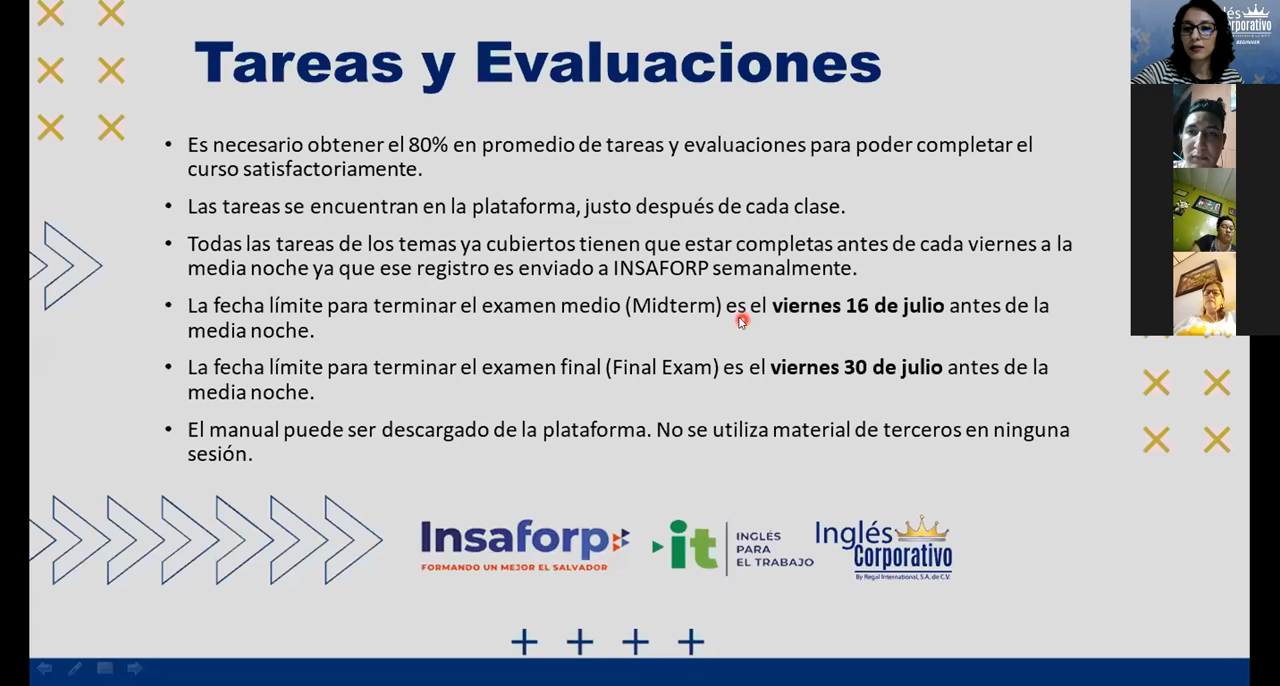 Tareas y Evaluaciones
• Es necesario obtener el 80% en promedio de tareas y evaluaciones para poder completar el
curso satisfactoriamente.
• Las tareas se encuentran en la plataforma, justo después de cada clase.
• Todas las tareas de los temas ya cubiertos tienen que estar completas antes de cada viernes a la
media noche ya que ese registro es enviado a INSAFORP semanalmente.
• La fecha límite para terminar el examen medio (Midterm) es el viernes 16 de julio antes de la
media noche.
• La fecha límite para terminar el examen final (Final Exam) es el viernes 30 de julio antes de la
media noche.
• El manual puede ser descargado de la plataforma. No se utiliza material de terceros en ninguna
sesión.
Insaforp
FORMANDO UN MEJOR EL SALVADOR
it
INGLÉS
PARA
EL TRABAJO
Inglés
Corporativo
By Regal International, S.A. de C.V.
glés
orporativo
BEGINNER